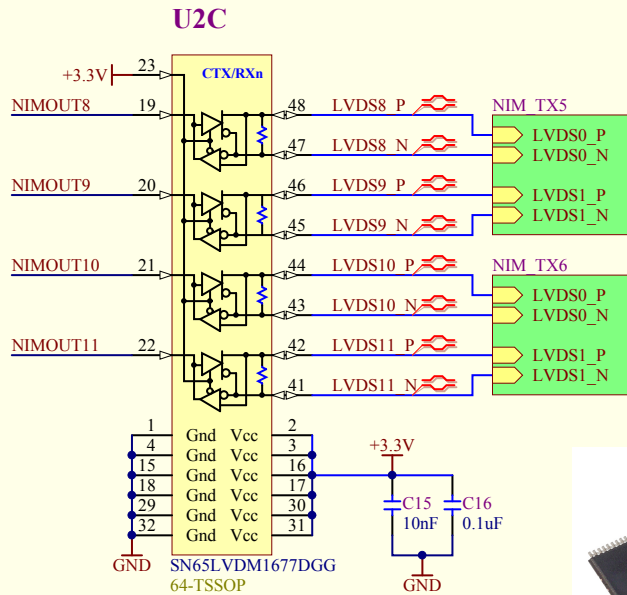 U2C
+3.3V 23 CTX/RXn
NIMOUT8 19 48 LVDS8_P NIM_TX5
LVDS0_P
47 LVDS8_N LVDS0_N
NIMOUT9 20 46 LVDS9_P LVDS1_P
45 LVDS9_N LVDS1_N
NIMOUT10 21 44 LVDS10_P NIM_TX6
LVDS0_P
43 LVDS10_N LVDS0_N
NIMOUT11 22 42 LVDS11_P LVDS1_P
41 LVDS11_N LVDS1_N
1 Gnd Vcc 2
4 Gnd Vcc 3 +3.3V
15 Gnd Vcc 16
18 Gnd Vcc 17 C15 C16
29 Gnd Vcc 30 10nF 0.1uF
32 Gnd Vcc 31
GND SN65LVDM1677DGG
64-TSSOP GND